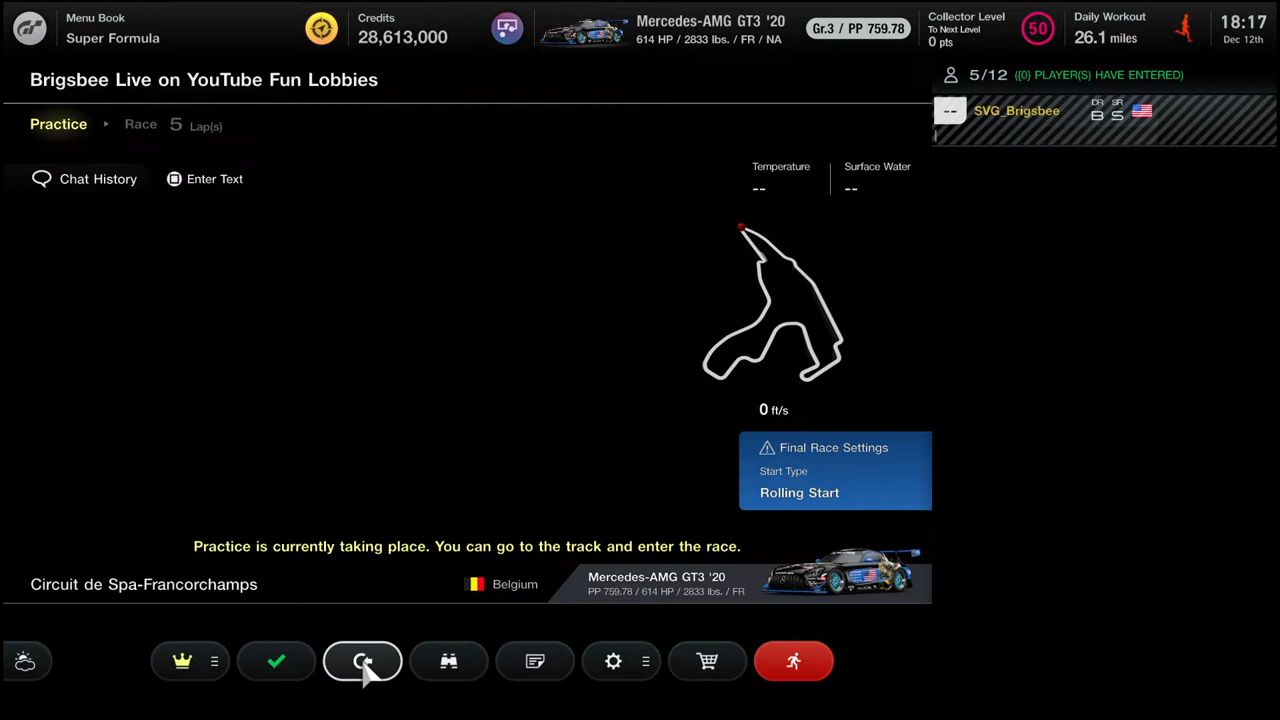 Menu Book
Super Formula
Credits
28,613,000
Mercedes-AMG GT3 '20
614 HP / 2833 lbs. / FR / NA
Gr.3 / PP 759.78
Collector Level
To Next Level
0 pts
50
Daily Workout
26.1 miles
18:17
Dec 12th
Brigsbee Live on YouTube Fun Lobbies
5/12 ({0} PLAYER(S) HAVE ENTERED)
-- SVG_Brigsbee DR B SR S
Practice Race 5 Lap(s)
Chat History Enter Text
Temperature
--
Surface Water
--
0 ft/s
Final Race Settings
Start Type
Rolling Start
Practice is currently taking place. You can go to the track and enter the race.
Circuit de Spa-Francorchamps
Belgium
Mercedes-AMG GT3 '20
PP 759.78 / 614 HP / 2833 lbs. / FR